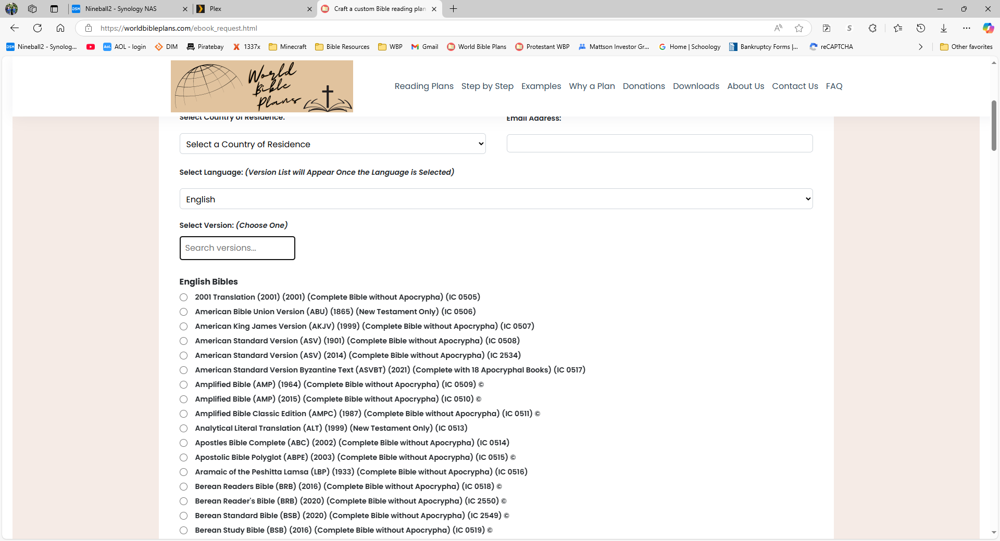 Nineball2 - Synology NAS
Plex
Craft a custom Bible reading plan
https://worldbibleplans.com/ebook_request.html
Nineball2 - Synolog...
AOL - login
DIM
Piratebay
1337x
Minecraft
Bible Resources
WBP
Gmail
World Bible Plans
Protestant WBP
Mattson Investor Gr...
Home | Schoology
Bankruptcy Forms |...
reCAPTCHA
Other favorites
World
Bible
Plans
Reading Plans Step by Step Examples Why a Plan Donations Downloads About Us Contact Us FAQ
Select Country of Residence:
Email Address:
Select a Country of Residence
Select Language: (Version List will Appear Once the Language is Selected)
English
Select Version: (Choose One)
Search versions...
English Bibles
2001 Translation (2001) (2001) (Complete Bible without Apocrypha) (IC 0505)
American Bible Union Version (ABU) (1865) (New Testament Only) (IC 0506)
American King James Version (AKJV) (1999) (Complete Bible without Apocrypha) (IC 0507)
American Standard Version (ASV) (1901) (Complete Bible without Apocrypha) (IC 0508)
American Standard Version (ASV) (2014) (Complete Bible without Apocrypha) (IC 2534)
American Standard Version Byzantine Text (ASVBT) (2021) (Complete with 18 Apocryphal Books) (IC 0517)
Amplified Bible (AMP) (1964) (Complete Bible without Apocrypha) (IC 0509) ©
Amplified Bible (AMP) (2015) (Complete Bible without Apocrypha) (IC 0510) ©
Amplified Bible Classic Edition (AMPC) (1987) (Complete Bible without Apocrypha) (IC 0511) ©
Analytical Literal Translation (ALT) (1999) (New Testament Only) (IC 0513)
Apostles Bible Complete (ABC) (2002) (Complete Bible without Apocrypha) (IC 0514)
Apostolic Bible Polyglot (ABPE) (2003) (Complete Bible without Apocrypha) (IC 0515) ©
Aramaic of the Peshitta Lamsa (LBP) (1933) (Complete Bible without Apocrypha) (IC 0516)
Berean Readers Bible (BRB) (2016) (Complete Bible without Apocrypha) (IC 0518) ©
Berean Reader's Bible (BRB) (2020) (Complete Bible without Apocrypha) (IC 2550) ©
Berean Standard Bible (BSB) (2020) (Complete Bible without Apocrypha) (IC 2549) ©
Berean Study Bible (BSB) (2016) (Complete Bible without Apocrypha) (IC 0519) ©